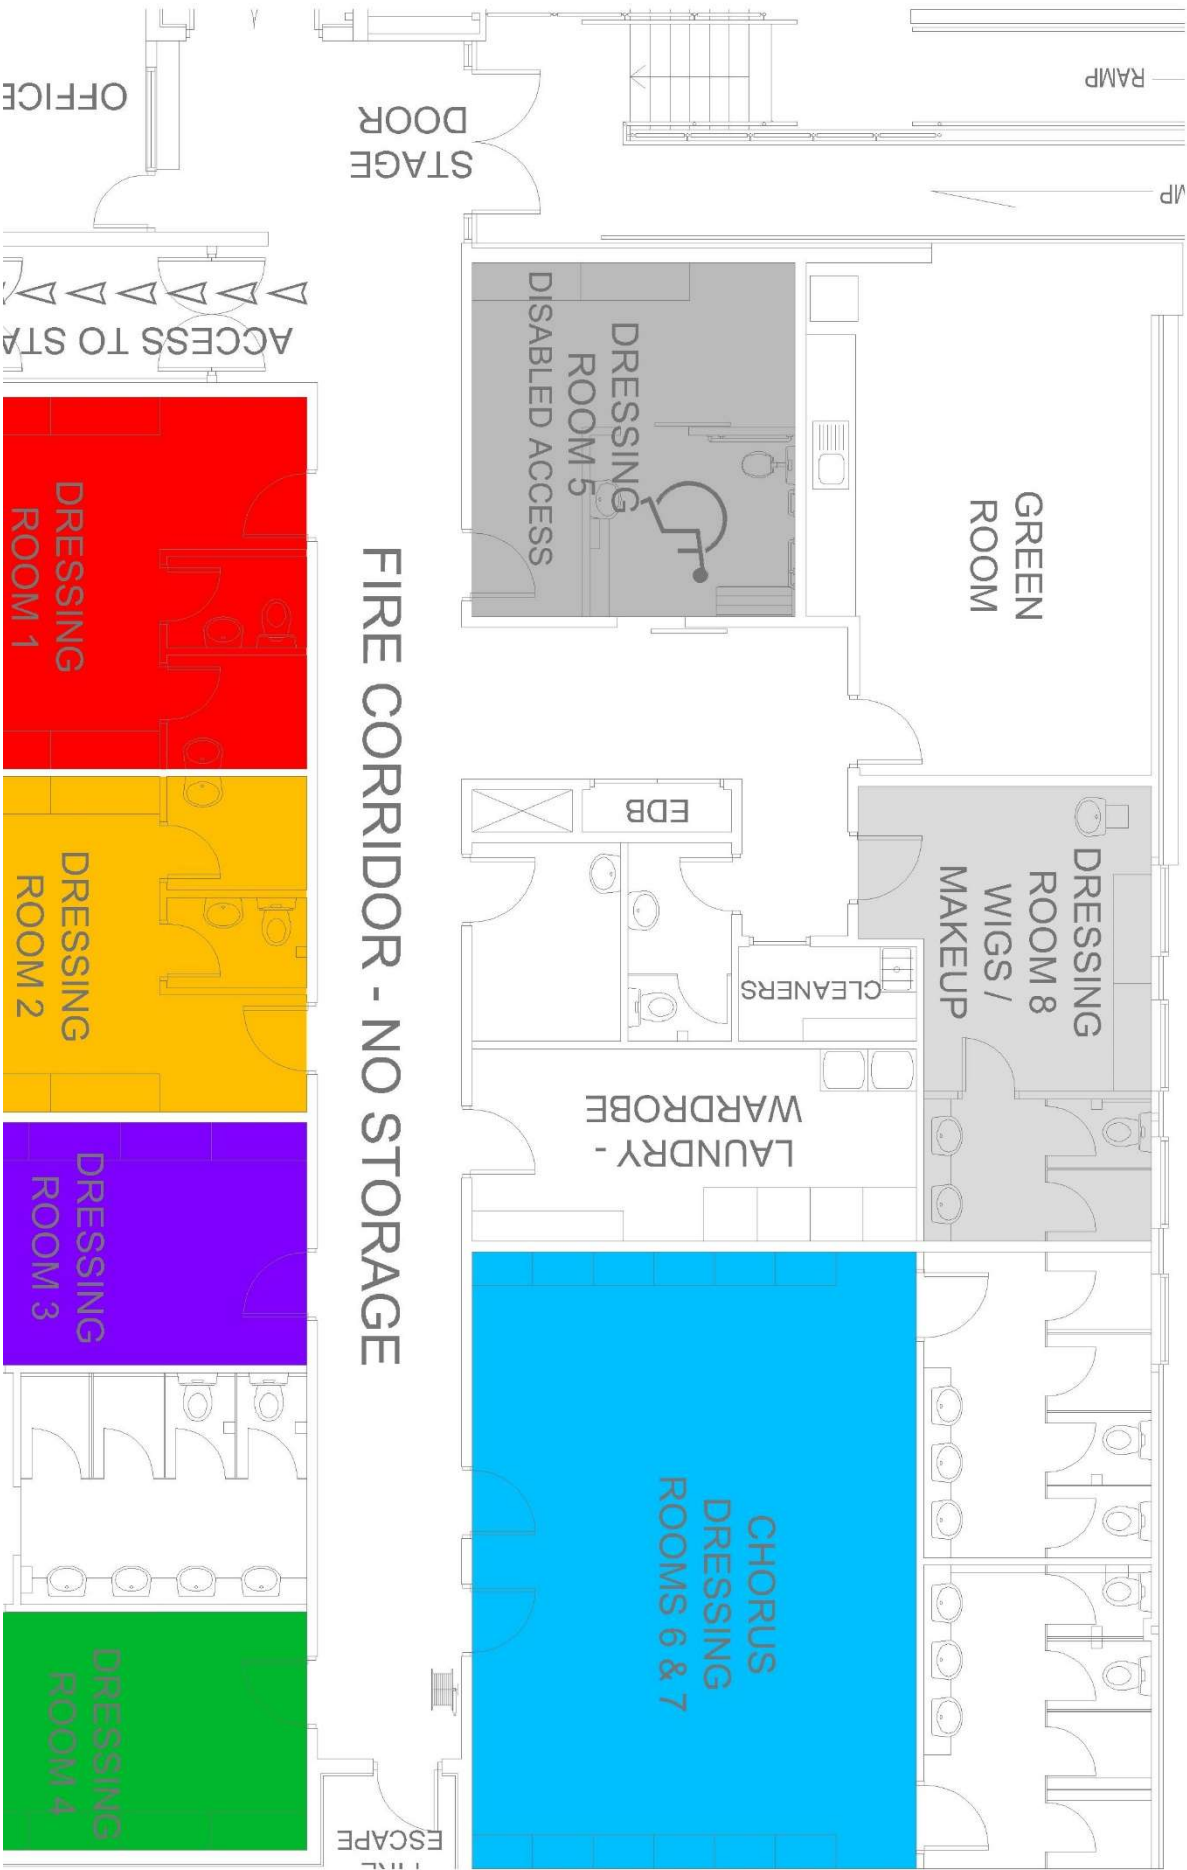 OFFICE
STAGE
DOOR
RAMP
MP
ACCESS TO STA
DRESSING
ROOM 5
DISABLED ACCESS
GREEN
ROOM
DRESSING
ROOM 1
FIRE CORRIDOR - NO STORAGE
EDB
DRESSING
ROOM 2
CLEANERS
DRESSING
ROOM 8
WIGS /
MAKEUP
LAUNDRY -
WARDROBE
DRESSING
ROOM 3
CHORUS
DRESSING
ROOMS 6 & 7
DRESSING
ROOM 4
FIRE
ESCAPE